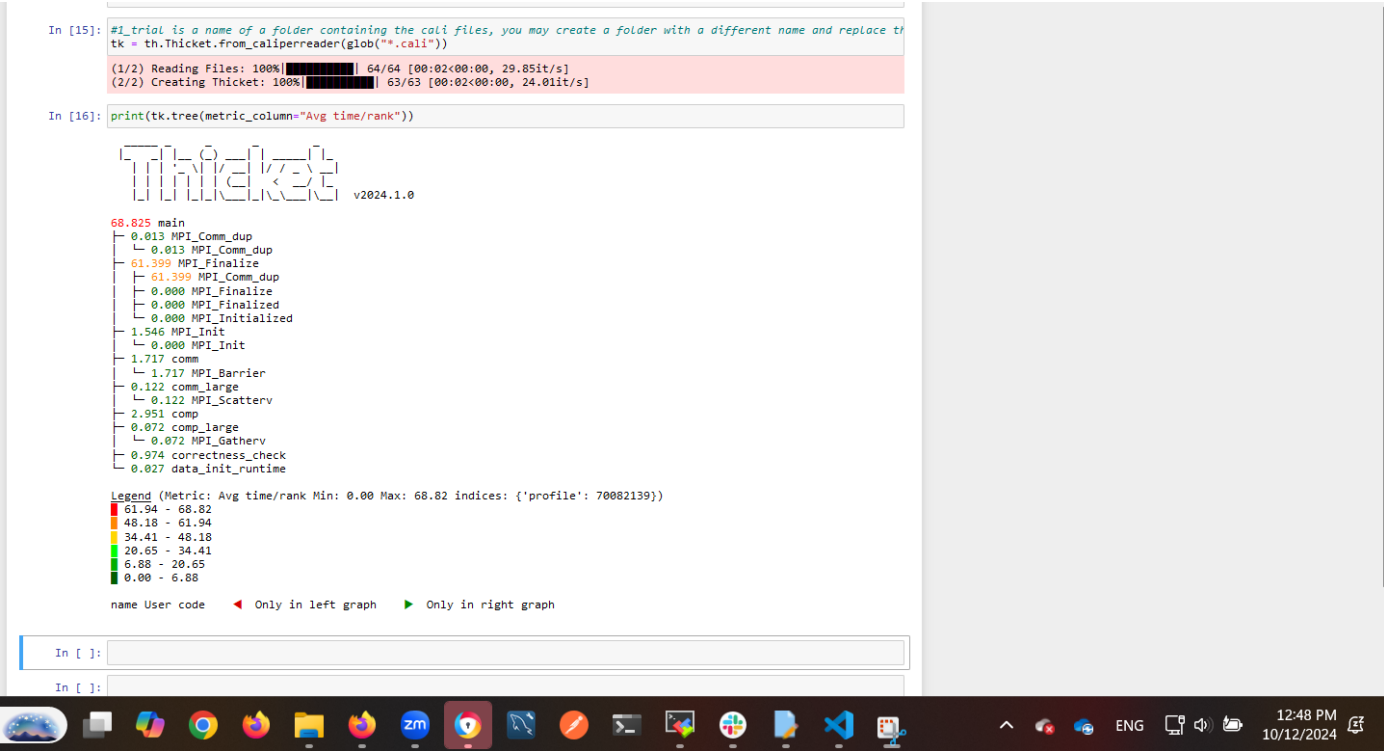 In [15]: #1_trial is a name of a folder containing the cali files, you may create a folder with a different name and replace th
tk = th.Thicket.from_caliperreader(glob("*.cali"))
(1/2) Reading Files: 100%|██████████| 64/64 [00:02<00:00, 29.85it/s]
(2/2) Creating Thicket: 100%|██████████| 63/63 [00:02<00:00, 24.01it/s]
In [16]: print(tk.tree(metric_column="Avg time/rank"))
Thicket v2024.1.0
68.825 main
├─ 0.013 MPI_Comm_dup
│  └─ 0.013 MPI_Comm_dup
├─ 61.399 MPI_Finalize
│  ├─ 61.399 MPI_Comm_dup
│  ├─ 0.000 MPI_Finalize
│  ├─ 0.000 MPI_Finalized
│  └─ 0.000 MPI_Initialized
├─ 1.546 MPI_Init
│  └─ 0.000 MPI_Init
├─ 1.717 comm
│  └─ 1.717 MPI_Barrier
├─ 0.122 comm_large
│  └─ 0.122 MPI_Scatterv
├─ 2.951 comp
├─ 0.072 comp_large
│  └─ 0.072 MPI_Gatherv
├─ 0.974 correctness_check
└─ 0.027 data_init_runtime
Legend (Metric: Avg time/rank Min: 0.00 Max: 68.82 indices: {'profile': 70082139})
█ 61.94 - 68.82
█ 48.18 - 61.94
█ 34.41 - 48.18
█ 20.65 - 34.41
█ 6.88 - 20.65
█ 0.00 - 6.88
name User code ◀ Only in left graph ▶ Only in right graph
In [ ]:
In [ ]:
zm
ENG
12:48 PM
10/12/2024